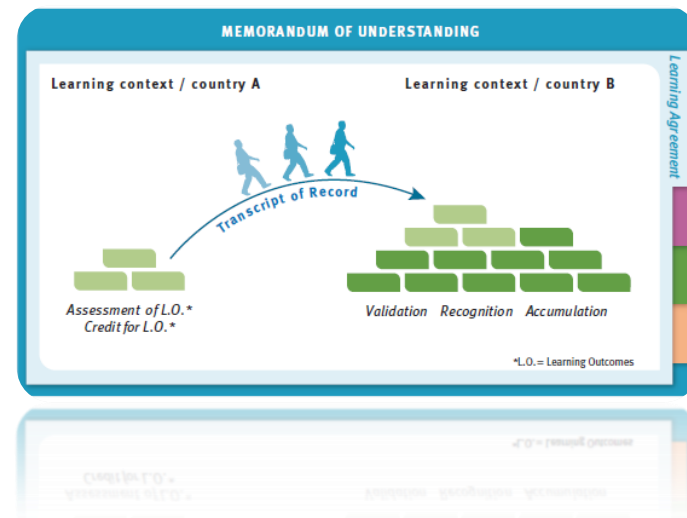 MEMORANDUM OF UNDERSTANDING
Learning context / country A
Learning context / country B
Learning Agreement
Transcript of Record
Assessment of L.O.*
Credit for L.O.*
Validation Recognition Accumulation
*L.O.= Learning Outcomes